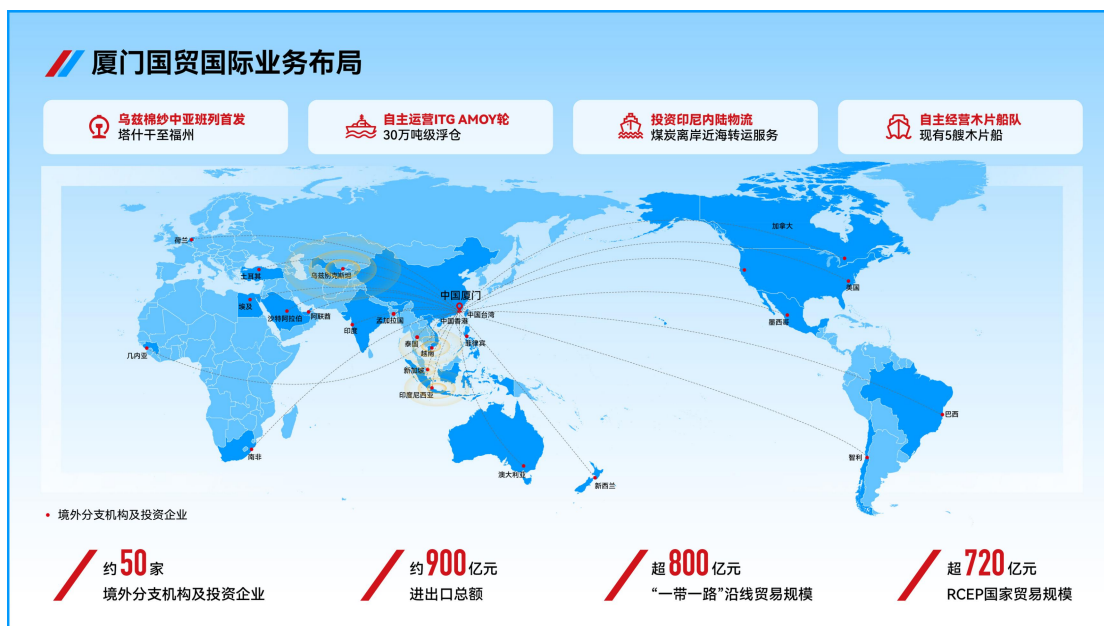 厦门国贸国际业务布局
乌兹棉纱中亚班列首发
塔什干至福州
自主运营ITG AMOY轮
30万吨级浮仓
投资印尼内陆物流
煤炭离岸近海转运服务
自主经营木片船队
现有5艘木片船
荷兰
土耳其
乌兹别克斯坦
加拿大
美国
中国厦门
埃及
沙特阿拉伯
阿联酋
印度
孟加拉国
中国香港
中国台湾
墨西哥
几内亚
泰国
越南
菲律宾
新加坡
印度尼西亚
巴西
南非
澳大利亚
新西兰
智利
境外分支机构及投资企业
约50家
境外分支机构及投资企业
约900亿元
进出口总额
超800亿元
“一带一路”沿线贸易规模
超720亿元
RCEP国家贸易规模